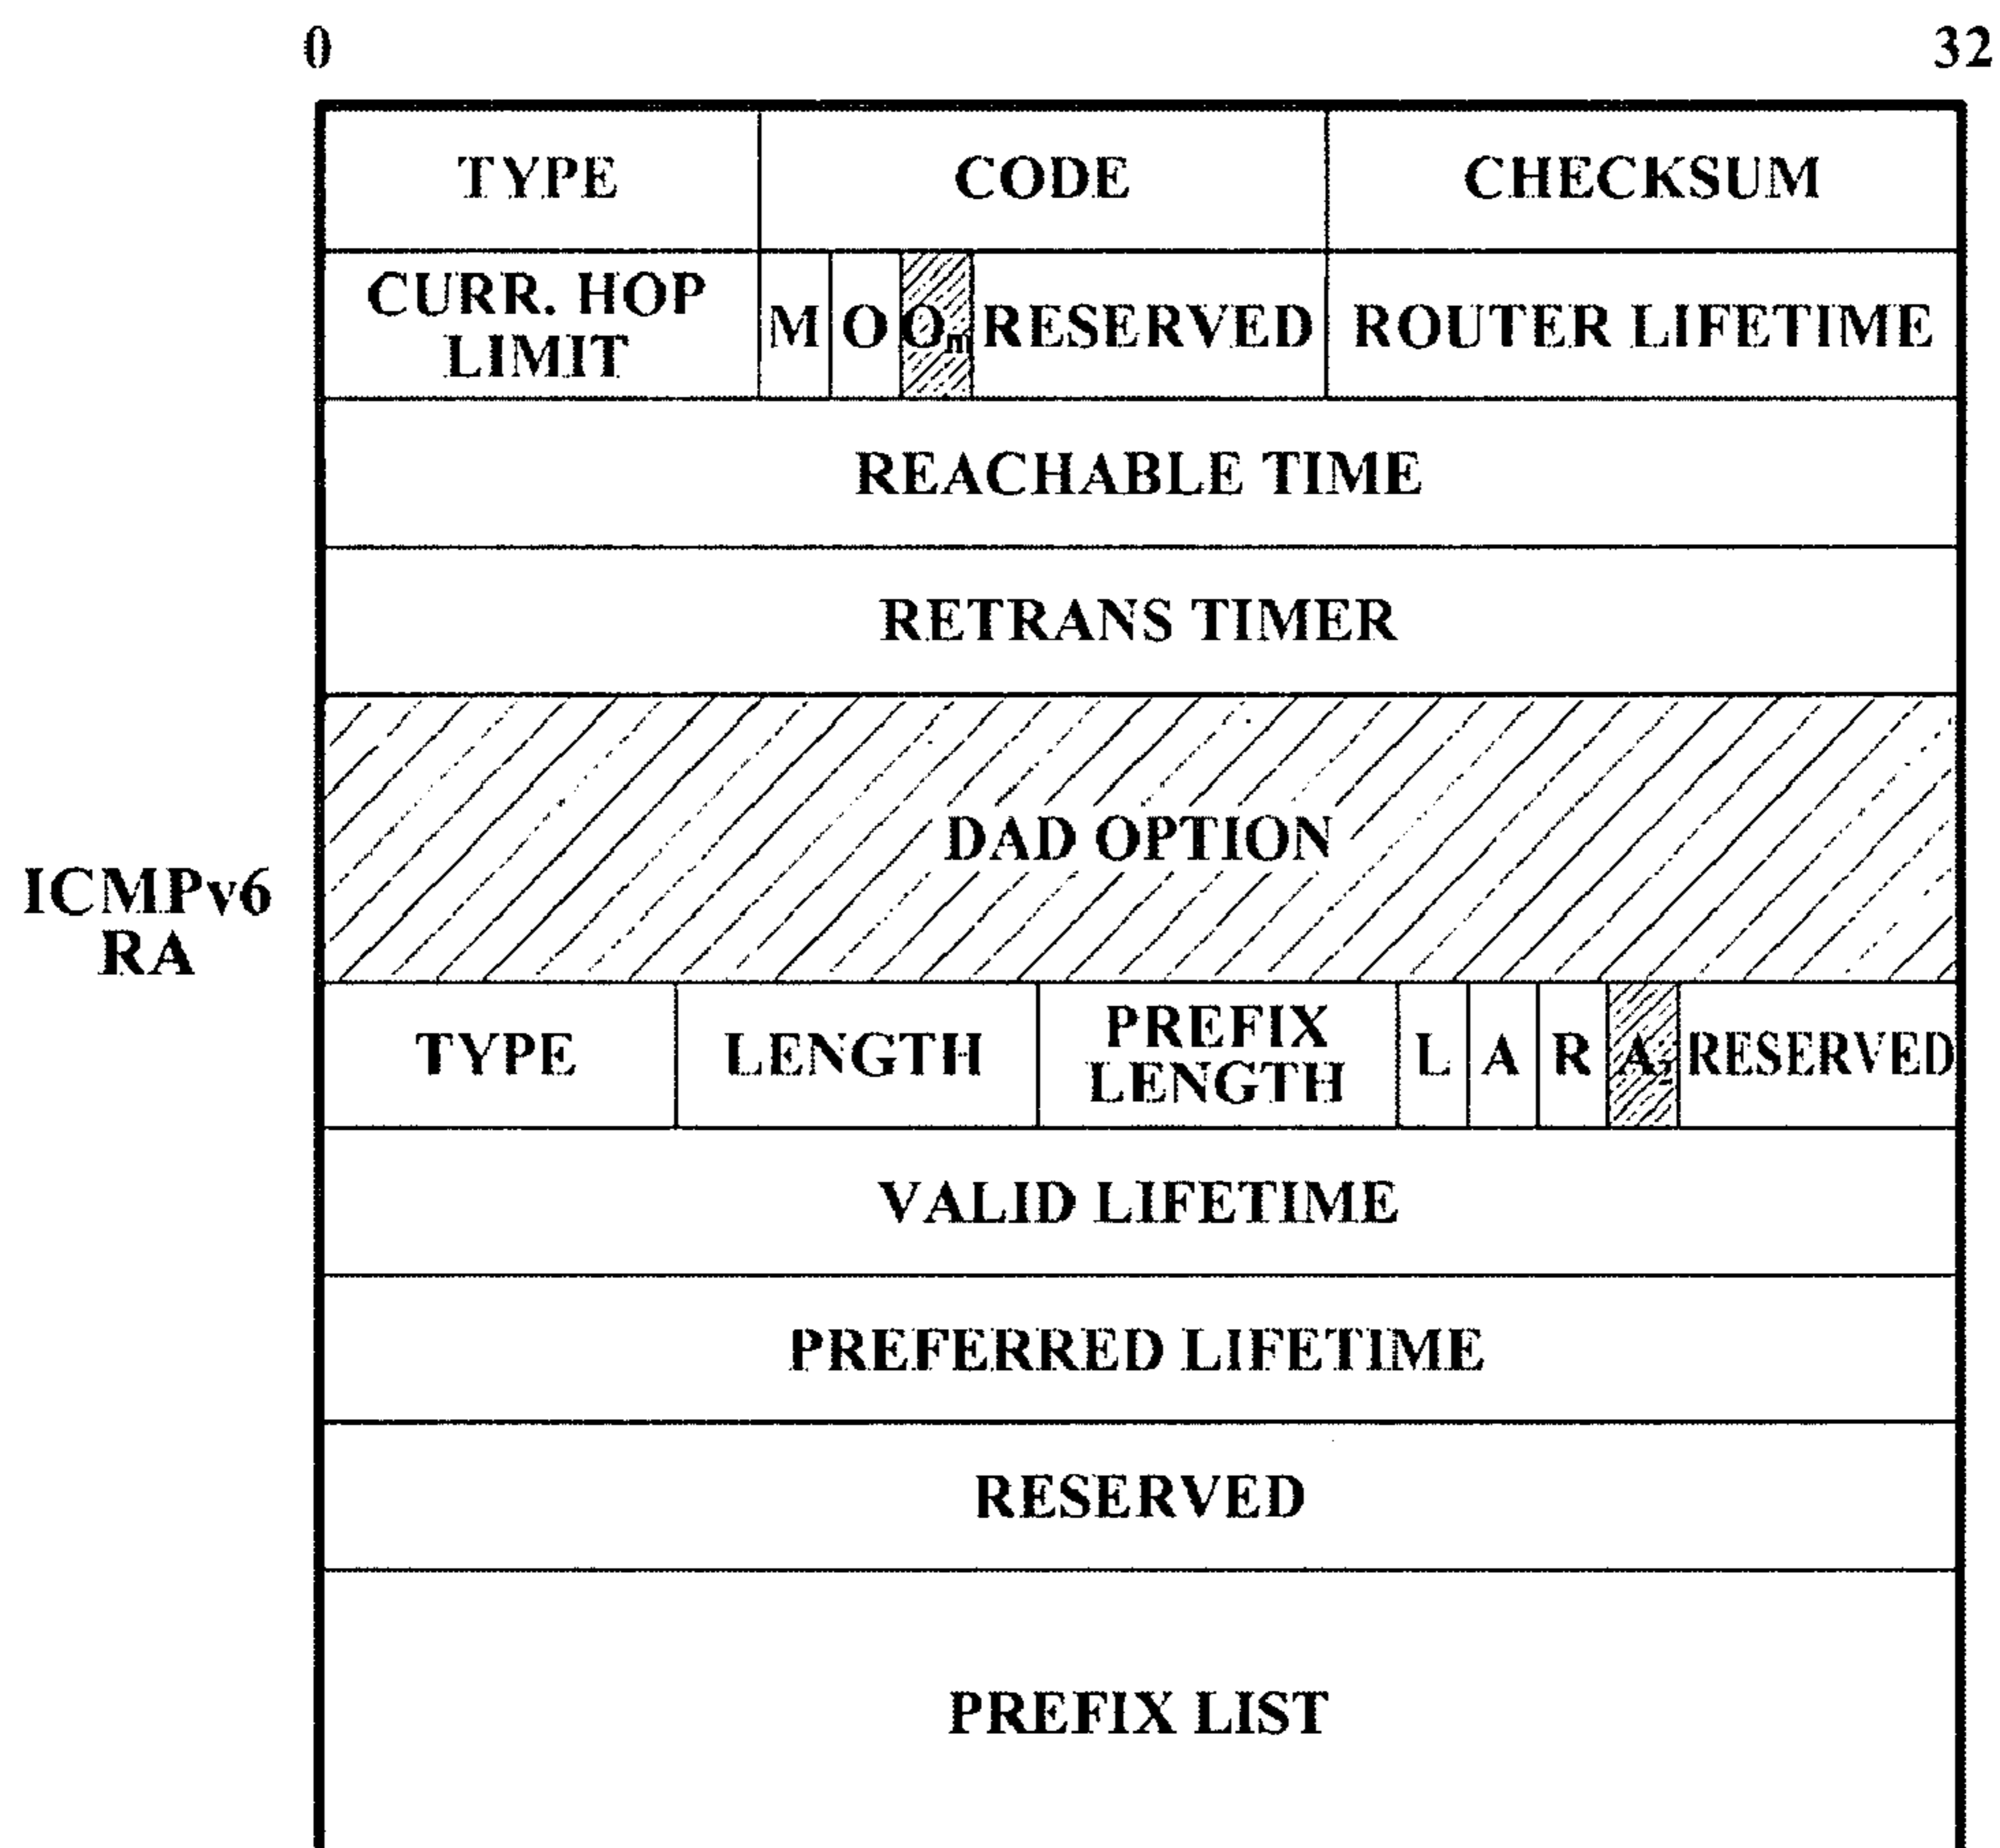 0 32
TYPE CODE CHECKSUM
CURR. HOP
LIMIT
M O Om RESERVED ROUTER LIFETIME
REACHABLE TIME
RETRANS TIMER
DAD OPTION
ICMPv6
RA
TYPE LENGTH
PREFIX
LENGTH
L A R RESERVED
VALID LIFETIME
PREFERRED LIFETIME
RESERVED
PREFIX LIST